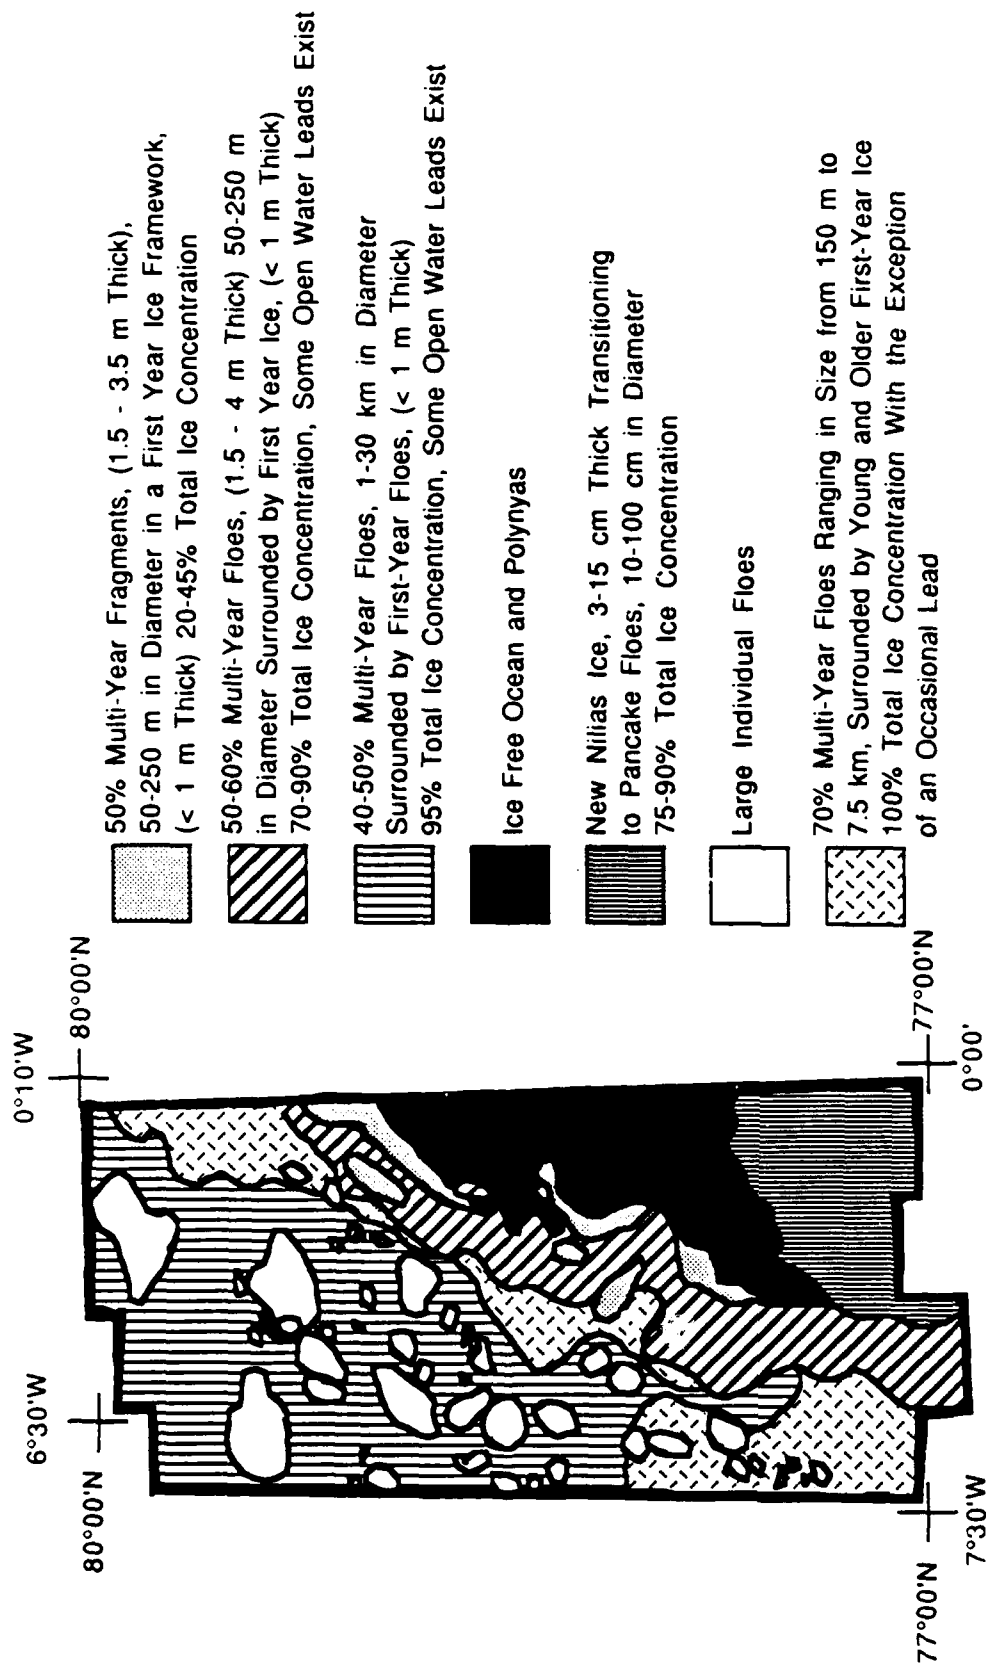 50% Multi-Year Fragments, (1.5 - 3.5 m Thick),
50-250 m in Diameter in a First Year Ice Framework,
(< 1 m Thick) 20-45% Total Ice Concentration
50-60% Multi-Year Floes, (1.5 - 4 m Thick) 50-250 m
in Diameter Surrounded by First Year Ice, (< 1 m Thick)
70-90% Total Ice Concentration, Some Open Water Leads Exist
40-50% Multi-Year Floes, 1-30 km in Diameter
Surrounded by First-Year Floes, (< 1 m Thick)
95% Total Ice Concentration, Some Open Water Leads Exist
Ice Free Ocean and Polynyas
New Nilias Ice, 3-15 cm Thick Transitioning
to Pancake Floes, 10-100 cm in Diameter
75-90% Total Ice Concentration
Large Individual Floes
70% Multi-Year Floes Ranging in Size from 150 m to
7.5 km, Surrounded by Young and Older First-Year Ice
100% Total Ice Concentration With the Exception
of an Occasional Lead
0°10'W
80°00'N
6°30'W
80°00'N
77°00'N
0°00'
77°00'N
7°30'W